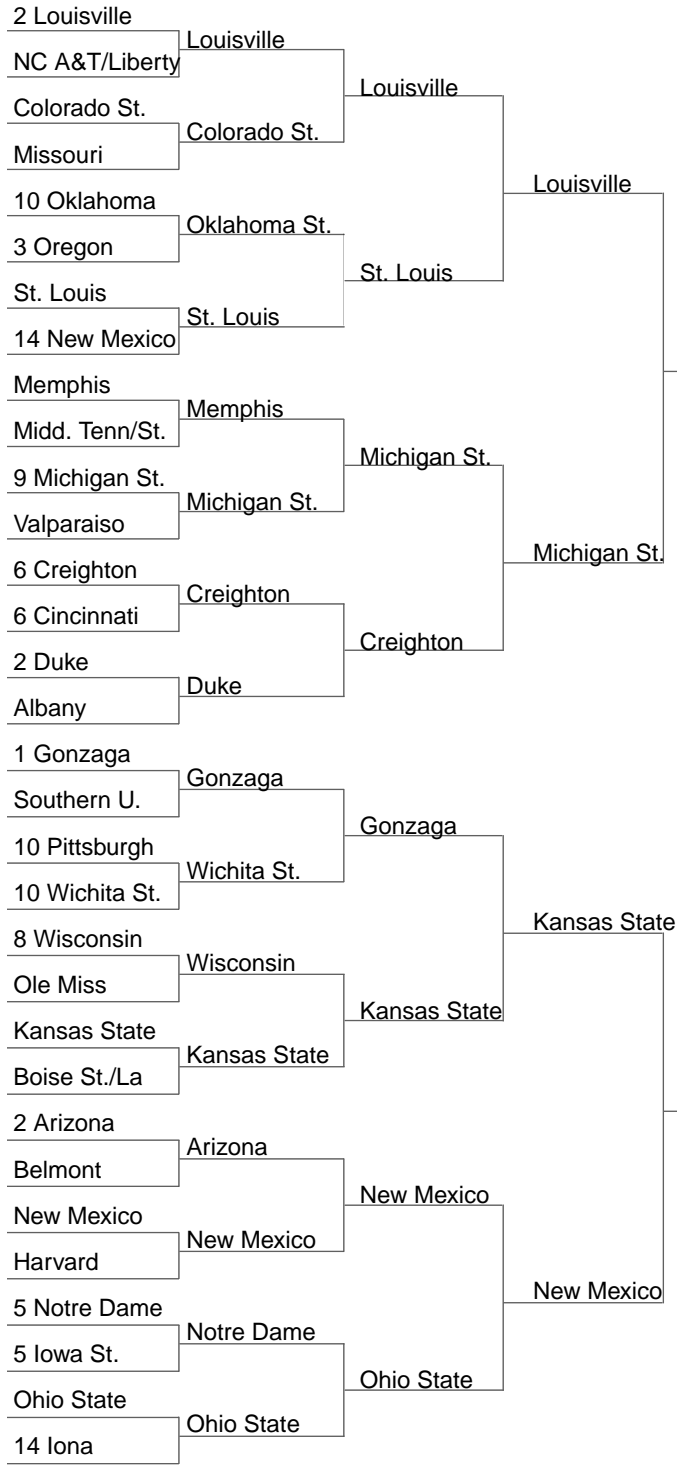 2 Louisville
NC A&T/Liberty
Colorado St.
Missouri
10 Oklahoma
3 Oregon
St. Louis
14 New Mexico
Memphis
Midd. Tenn/St.
9 Michigan St.
Valparaiso
6 Creighton
6 Cincinnati
2 Duke
Albany
1 Gonzaga
Southern U.
10 Pittsburgh
10 Wichita St.
8 Wisconsin
Ole Miss
Kansas State
Boise St./La
2 Arizona
Belmont
New Mexico
Harvard
5 Notre Dame
5 Iowa St.
Ohio State
14 Iona
Louisville
Colorado St.
Oklahoma St.
St. Louis
Memphis
Michigan St.
Creighton
Duke
Gonzaga
Wichita St.
Wisconsin
Kansas State
Arizona
New Mexico
Notre Dame
Ohio State
Louisville
St. Louis
Michigan St.
Creighton
Gonzaga
Kansas State
New Mexico
Ohio State
Louisville
Michigan St.
Kansas State
New Mexico